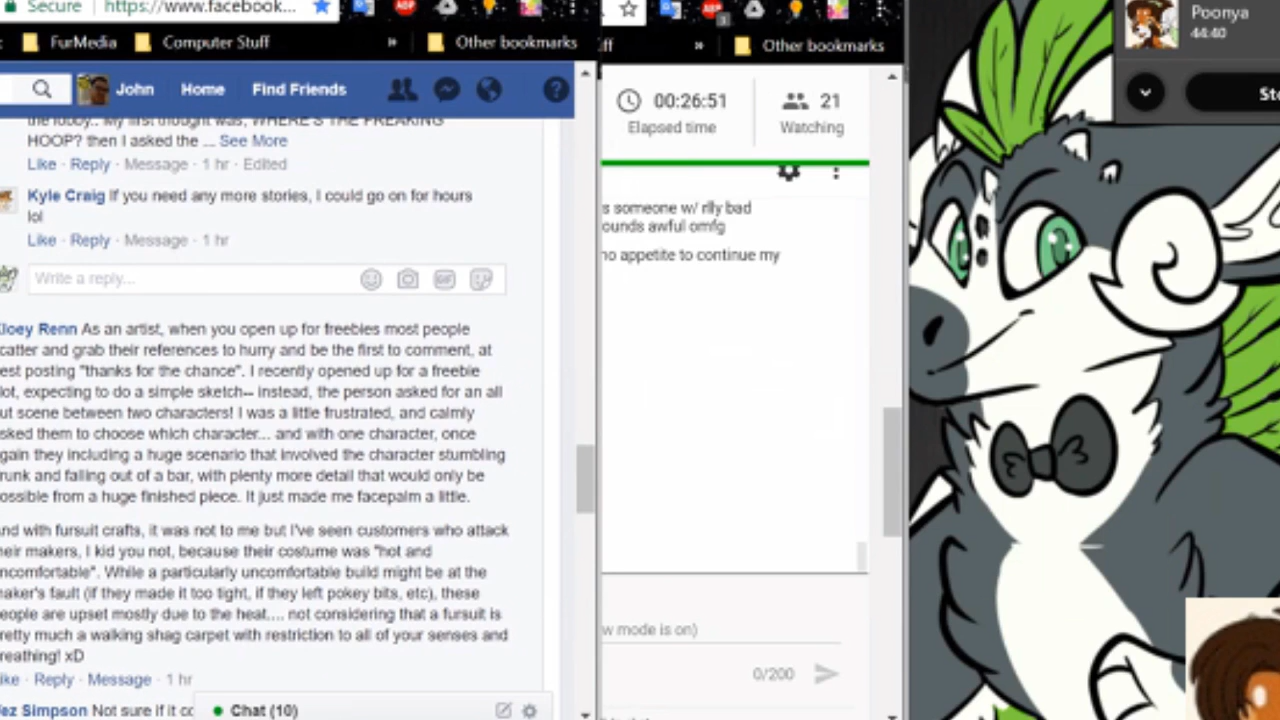 Secure
https://www.facebook...
FurMedia
Computer Stuff
»
Other bookmarks
John
Home
Find Friends
the lobby.. My first thought was, WHERE'S THE FREAKING
HOOP? then I asked the ... See More
Like · Reply · Message · 1 hr · Edited
Kyle Craig If you need any more stories, I could go on for hours
lol
Like · Reply · Message · 1 hr
Write a reply...
GIF
loey Renn As an artist, when you open up for freebies most people
catter and grab their references to hurry and be the first to comment, at
est posting "thanks for the chance". I recently opened up for a freebie
lot, expecting to do a simple sketch-- instead, the person asked for an all
ut scene between two characters! I was a little frustrated, and calmly
sked them to choose which character... and with one character, once
gain they including a huge scenario that involved the character stumbling
runk and falling out of a bar, with plenty more detail that would only be
ossible from a huge finished piece. It just made me facepalm a little.
nd with fursuit crafts, it was not to me but I've seen customers who attack
heir makers, I kid you not, because their costume was "hot and
ncomfortable". While a particularly uncomfortable build might be at the
aker's fault (if they made it too tight, if they left pokey bits, etc), these
eople are upset mostly due to the heat.... not considering that a fursuit is
retty much a walking shag carpet with restriction to all of your senses and
reathing! xD
ike · Reply · Message · 1 hr
ez Simpson Not sure if it co
Chat (10)
ABP
3
ff
»
Other bookmarks
00:26:51
Elapsed time
21
Watching
s someone w/ rlly bad
ounds awful omfg
no appetite to continue my
w mode is on)
0/200
Poonya
44:40
Sto